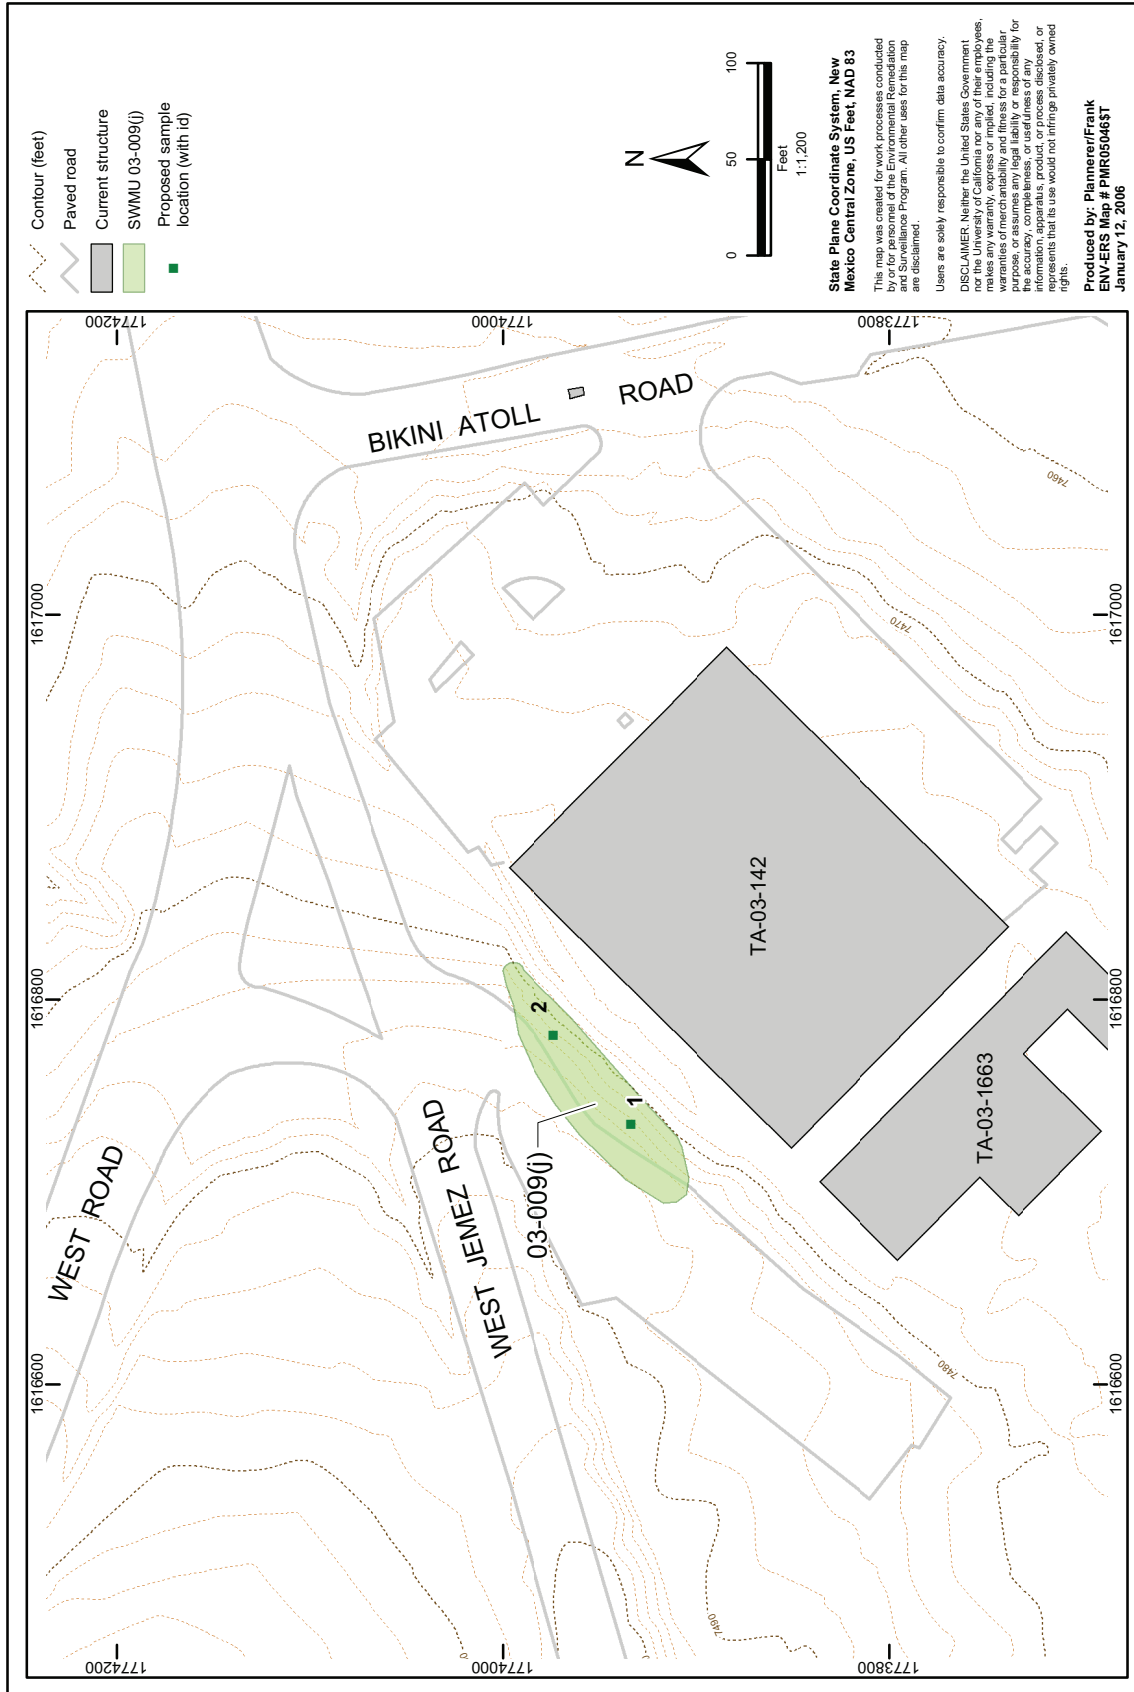 WEST ROAD
WEST JEMEZ ROAD
BIKINI ATOLL ROAD
03-009(j)
1
2
TA-03-142
TA-03-1663
7490
7480
7470
7460
1616600
1616800
1617000
1616600
1616800
1617000
1774200
1774000
1773800
1774200
1774000
1773800
Contour (feet)
Paved road
Current structure
SWMU 03-009(j)
Proposed sample
location (with id)
N
0
50
100
Feet
1:1,200
State Plane Coordinate System, New
Mexico Central Zone, US Feet, NAD 83
This map was created for work processes conducted
by or for personnel of the Environmental Remediation
and Surveillance Program. All other uses for this map
are disclaimed.
Users are solely responsible to confirm data accuracy.
DISCLAIMER: Neither the United States Government
nor the University of California nor any of their employees,
makes any warranty, express or implied, including the
warranties of merchantability and fitness for a particular
purpose, or assumes any legal liability or responsibility for
the accuracy, completeness, or usefulness of any
information, apparatus, product, or process disclosed, or
represents that its use would not infringe privately owned
rights.
Produced by: Plannerer/Frank
ENV-ERS Map # PMR05046ST
January 12, 2006